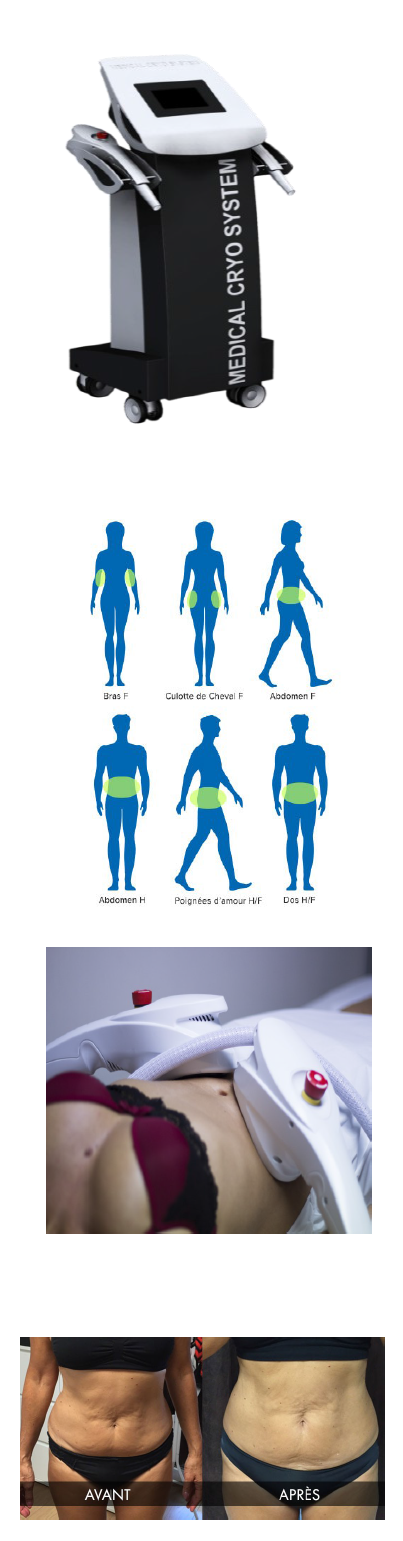 MEDICAL CRYO SYSTEM
Bras F
Culotte de Cheval F
Abdomen F
Abdomen H
Poignées d'amour H/F
Dos H/F
AVANT
APRÈS